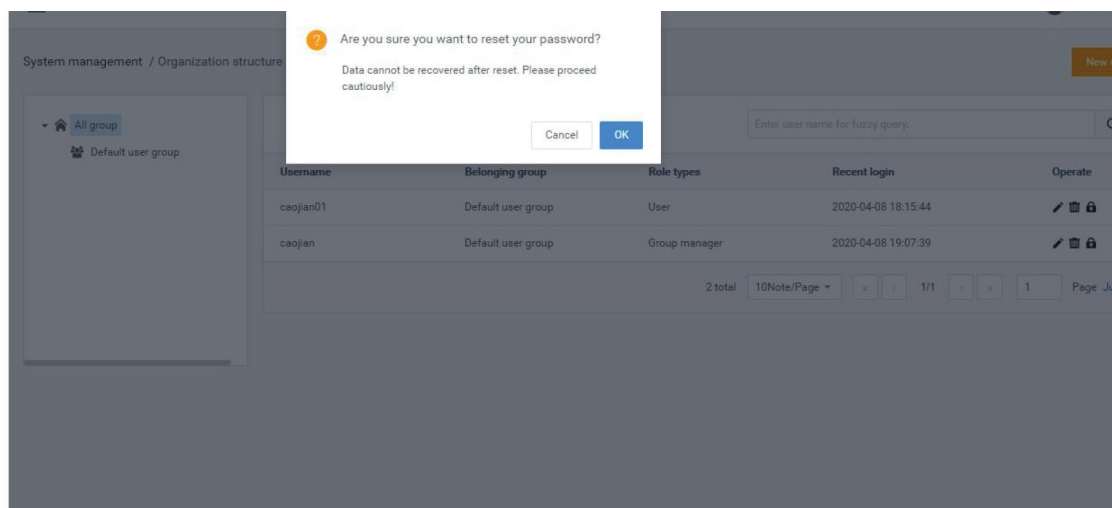 Are you sure you want to reset your password?
Data cannot be recovered after reset. Please proceed
cautiously!
Cancel OK
System management / Organization structure
New
All group
Default user group
Enter user name for fuzzy query.
Username Belonging group Role types Recent login Operate
caojian01 Default user group User 2020-04-08 18:15:44
caojian Default user group Group manager 2020-04-08 19:07:39
2 total 10Note/Page « ‹ 1/1 › » 1 Page Ju